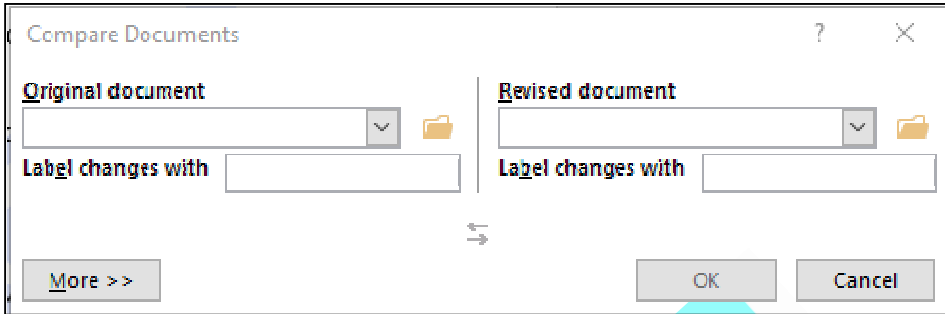 Compare Documents ?
Original document Revised document
Label changes with Label changes with
More >> OK Cancel